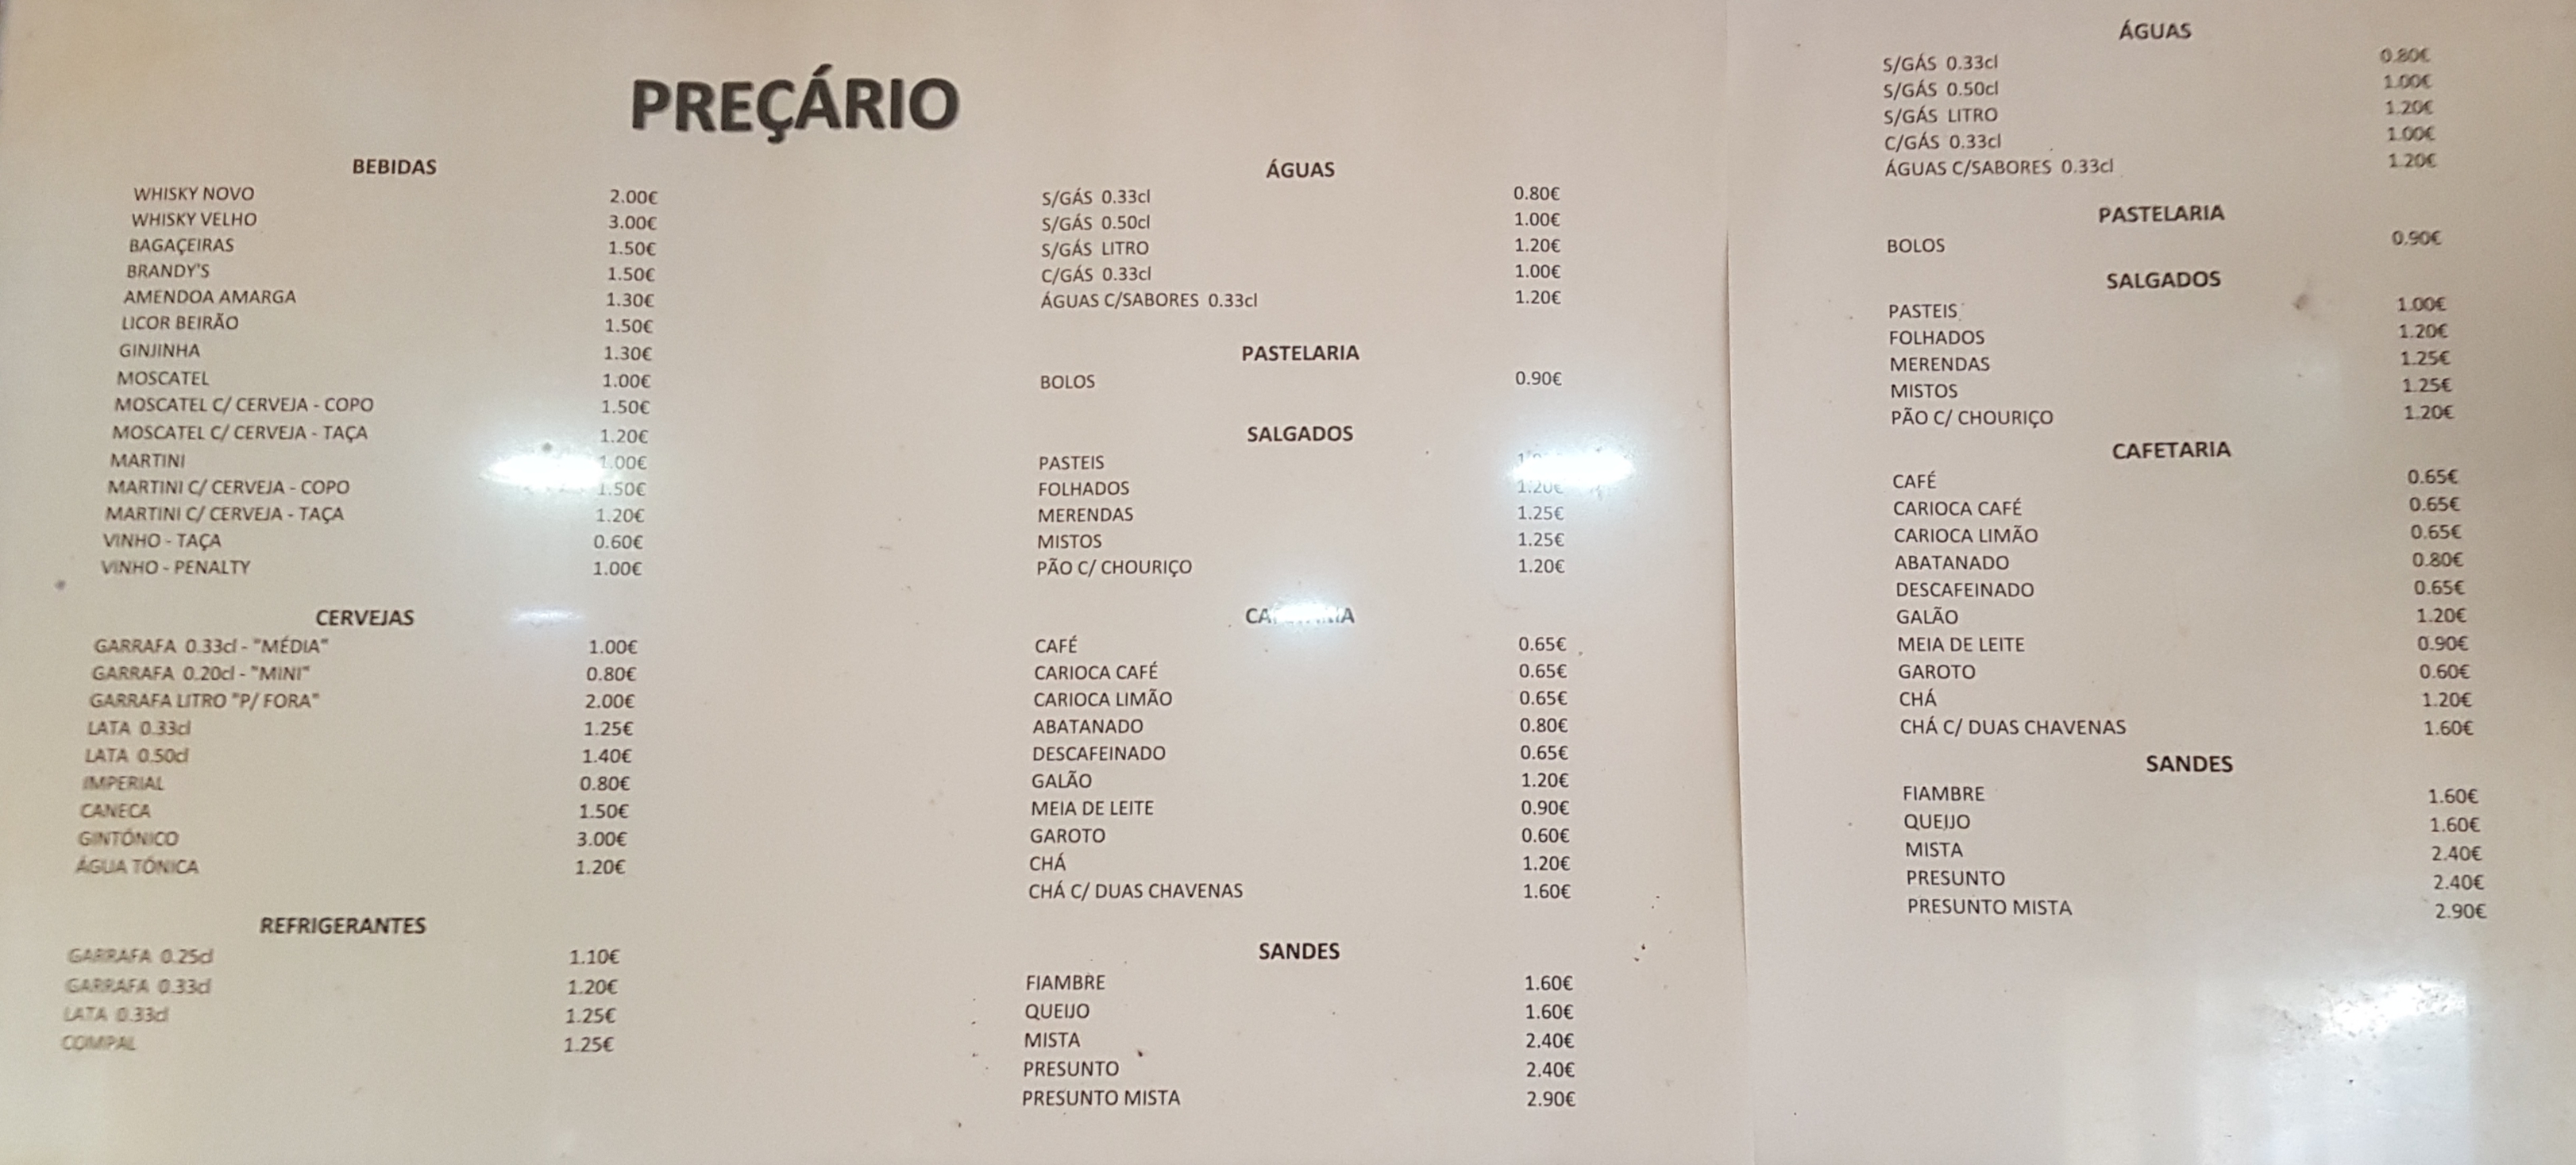 PREÇÁRIO
BEBIDAS
WHISKY NOVO 2.00€
WHISKY VELHO 3.00€
BAGAÇEIRAS 1.50€
BRANDY'S 1.50€
AMENDOA AMARGA 1.30€
LICOR BEIRÃO 1.50€
GINJINHA 1.30€
MOSCATEL 1.00€
MOSCATEL C/ CERVEJA - COPO 1.50€
MOSCATEL C/ CERVEJA - TAÇA 1.20€
MARTINI 1.00€
MARTINI C/ CERVEJA - COPO 1.50€
MARTINI C/ CERVEJA - TAÇA 1.20€
VINHO - TAÇA 0.60€
VINHO - PENALTY 1.00€
CERVEJAS
GARRAFA 0.33cl - "MÉDIA" 1.00€
GARRAFA 0.20cl - "MINI" 0.80€
GARRAFA LITRO "P/ FORA" 2.00€
LATA 0.33cl 1.25€
LATA 0.50cl 1.40€
IMPERIAL 0.80€
CANECA 1.50€
GINTÓNICO 3.00€
ÁGUA TÓNICA 1.20€
REFRIGERANTES
GARRAFA 0.25cl 1.10€
GARRAFA 0.33cl 1.20€
LATA 0.33cl 1.25€
COMPAL 1.25€
ÁGUAS
S/GÁS 0.33cl 0.80€
S/GÁS 0.50cl 1.00€
S/GÁS LITRO 1.20€
C/GÁS 0.33cl 1.00€
ÁGUAS C/SABORES 0.33cl 1.20€
PASTELARIA
BOLOS 0.90€
SALGADOS
PASTEIS
FOLHADOS 1.20€
MERENDAS 1.25€
MISTOS 1.25€
PÃO C/ CHOURIÇO 1.20€
CAFÉ 0.65€
CARIOCA CAFÉ 0.65€
CARIOCA LIMÃO 0.65€
ABATANADO 0.80€
DESCAFEINADO 0.65€
GALÃO 1.20€
MEIA DE LEITE 0.90€
GAROTO 0.60€
CHÁ 1.20€
CHÁ C/ DUAS CHAVENAS 1.60€
SANDES
FIAMBRE 1.60€
QUEIJO 1.60€
MISTA 2.40€
PRESUNTO 2.40€
PRESUNTO MISTA 2.90€
ÁGUAS
S/GÁS 0.33cl 0.80€
S/GÁS 0.50cl 1.00€
S/GÁS LITRO 1.20€
C/GÁS 0.33cl 1.00€
ÁGUAS C/SABORES 0.33cl 1.20€
PASTELARIA
BOLOS 0.90€
SALGADOS
PASTEIS 1.00€
FOLHADOS 1.20€
MERENDAS 1.25€
MISTOS 1.25€
PÃO C/ CHOURIÇO 1.20€
CAFETARIA
CAFÉ 0.65€
CARIOCA CAFÉ 0.65€
CARIOCA LIMÃO 0.65€
ABATANADO 0.80€
DESCAFEINADO 0.65€
GALÃO 1.20€
MEIA DE LEITE 0.90€
GAROTO 0.60€
CHÁ 1.20€
CHÁ C/ DUAS CHAVENAS 1.60€
SANDES
FIAMBRE 1.60€
QUEIJO 1.60€
MISTA 2.40€
PRESUNTO 2.40€
PRESUNTO MISTA 2.90€